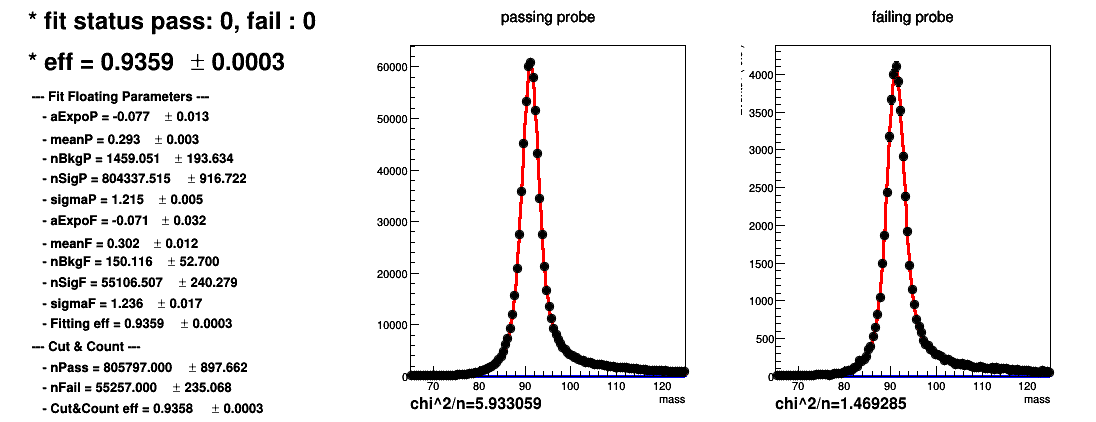 * fit status pass: 0, fail : 0
* eff = 0.9359 ± 0.0003
--- Fit Floating Parameters ---
- aExpoP = -0.077 ± 0.013
- meanP = 0.293 ± 0.003
- nBkgP = 1459.051 ± 193.634
- nSigP = 804337.515 ± 916.722
- sigmaP = 1.215 ± 0.005
- aExpoF = -0.071 ± 0.032
- meanF = 0.302 ± 0.012
- nBkgF = 150.116 ± 52.700
- nSigF = 55106.507 ± 240.279
- sigmaF = 1.236 ± 0.017
- Fitting eff = 0.9359 ± 0.0003
--- Cut & Count ---
- nPass = 805797.000 ± 897.662
- nFail = 55257.000 ± 235.068
- Cut&Count eff = 0.9358 ± 0.0003
passing probe
60000
50000
40000
30000
20000
10000
0
70 80 90 100 110 120
mass
chi^2/n=5.933059
failing probe
4000
3500
3000
2500
2000
1500
1000
500
0
70 80 90 100 110 120
mass
chi^2/n=1.469285